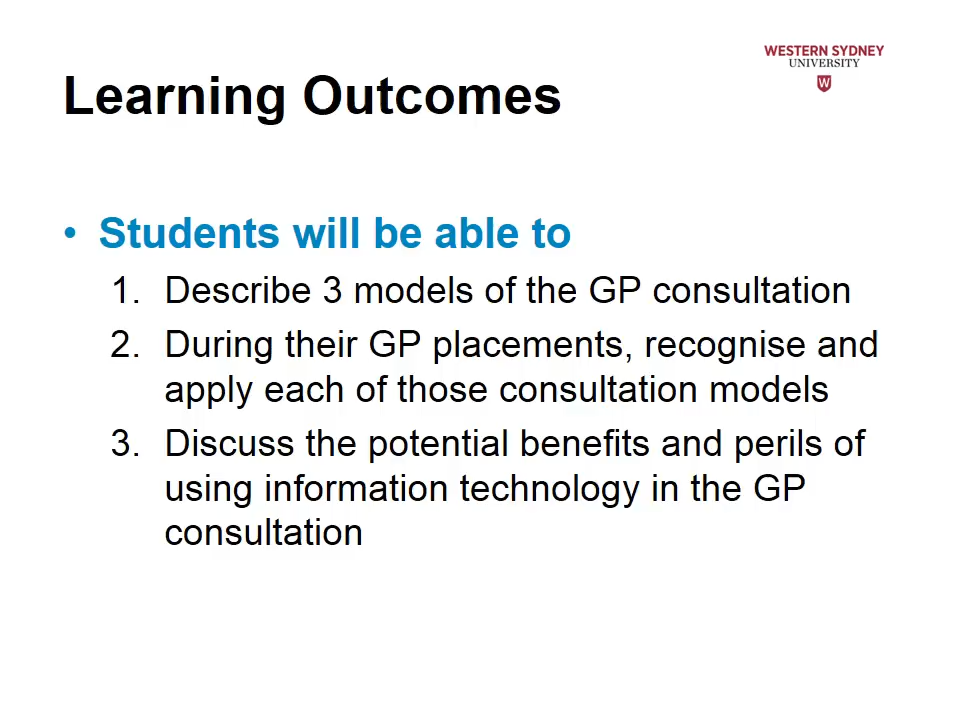 WESTERN SYDNEY
UNIVERSITY
W
Learning Outcomes
• Students will be able to
1. Describe 3 models of the GP consultation
2. During their GP placements, recognise and
apply each of those consultation models
3. Discuss the potential benefits and perils of
using information technology in the GP
consultation